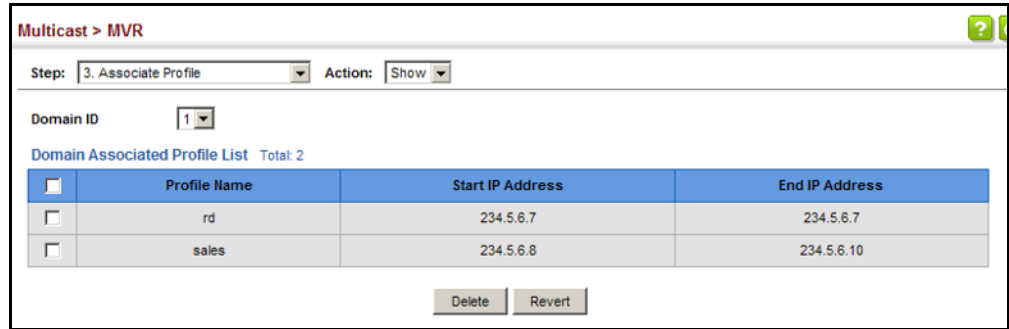 Multicast > MVR
?
Step: 3. Associate Profile Action: Show
Domain ID 1
Domain Associated Profile List Total: 2
Profile Name Start IP Address End IP Address
rd 234.5.6.7 234.5.6.7
sales 234.5.6.8 234.5.6.10
Delete Revert